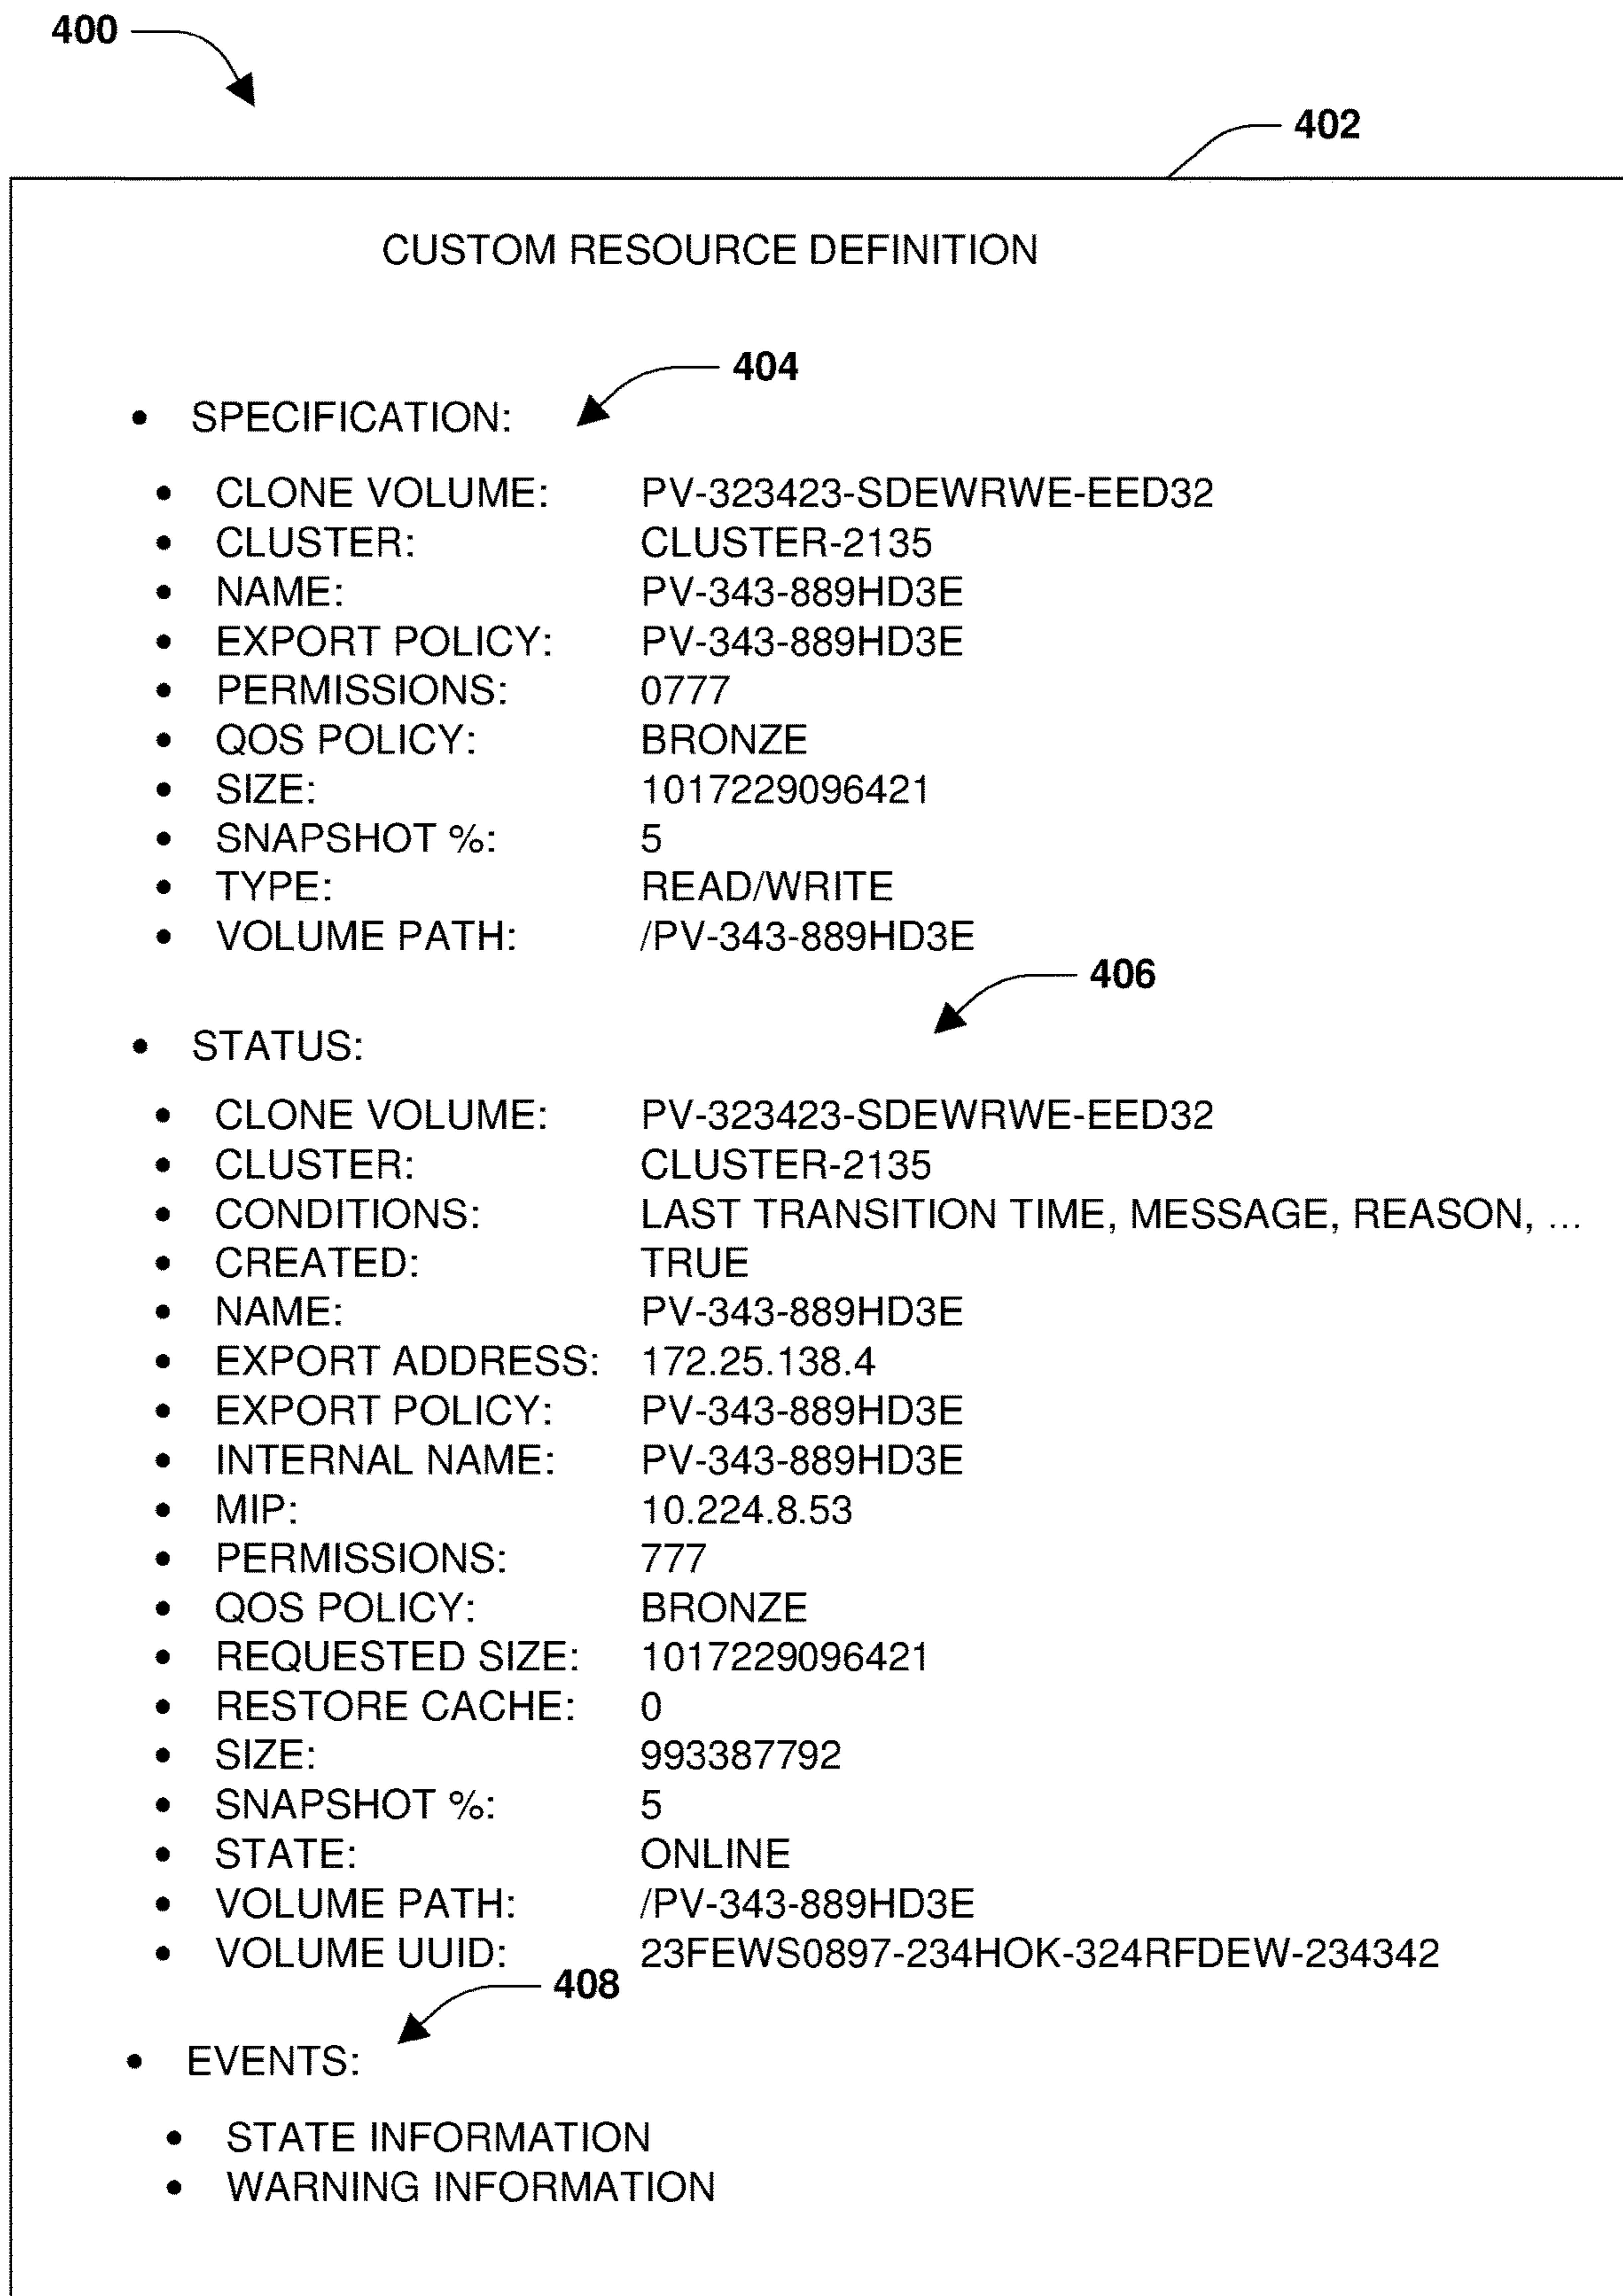 400
402
CUSTOM RESOURCE DEFINITION
404
• SPECIFICATION:
• CLONE VOLUME: PV-323423-SDEWRWE-EED32
• CLUSTER: CLUSTER-2135
• NAME: PV-343-889HD3E
• EXPORT POLICY: PV-343-889HD3E
• PERMISSIONS: 0777
• QOS POLICY: BRONZE
• SIZE: 1017229096421
• SNAPSHOT %: 5
• TYPE: READ/WRITE
• VOLUME PATH: /PV-343-889HD3E
406
• STATUS:
• CLONE VOLUME: PV-323423-SDEWRWE-EED32
• CLUSTER: CLUSTER-2135
• CONDITIONS: LAST TRANSITION TIME, MESSAGE, REASON, ...
• CREATED: TRUE
• NAME: PV-343-889HD3E
• EXPORT ADDRESS: 172.25.138.4
• EXPORT POLICY: PV-343-889HD3E
• INTERNAL NAME: PV-343-889HD3E
• MIP: 10.224.8.53
• PERMISSIONS: 777
• QOS POLICY: BRONZE
• REQUESTED SIZE: 1017229096421
• RESTORE CACHE: 0
• SIZE: 993387792
• SNAPSHOT %: 5
• STATE: ONLINE
• VOLUME PATH: /PV-343-889HD3E
• VOLUME UUID: 23FEWS0897-234HOK-324RFDEW-234342
408
• EVENTS:
• STATE INFORMATION
• WARNING INFORMATION